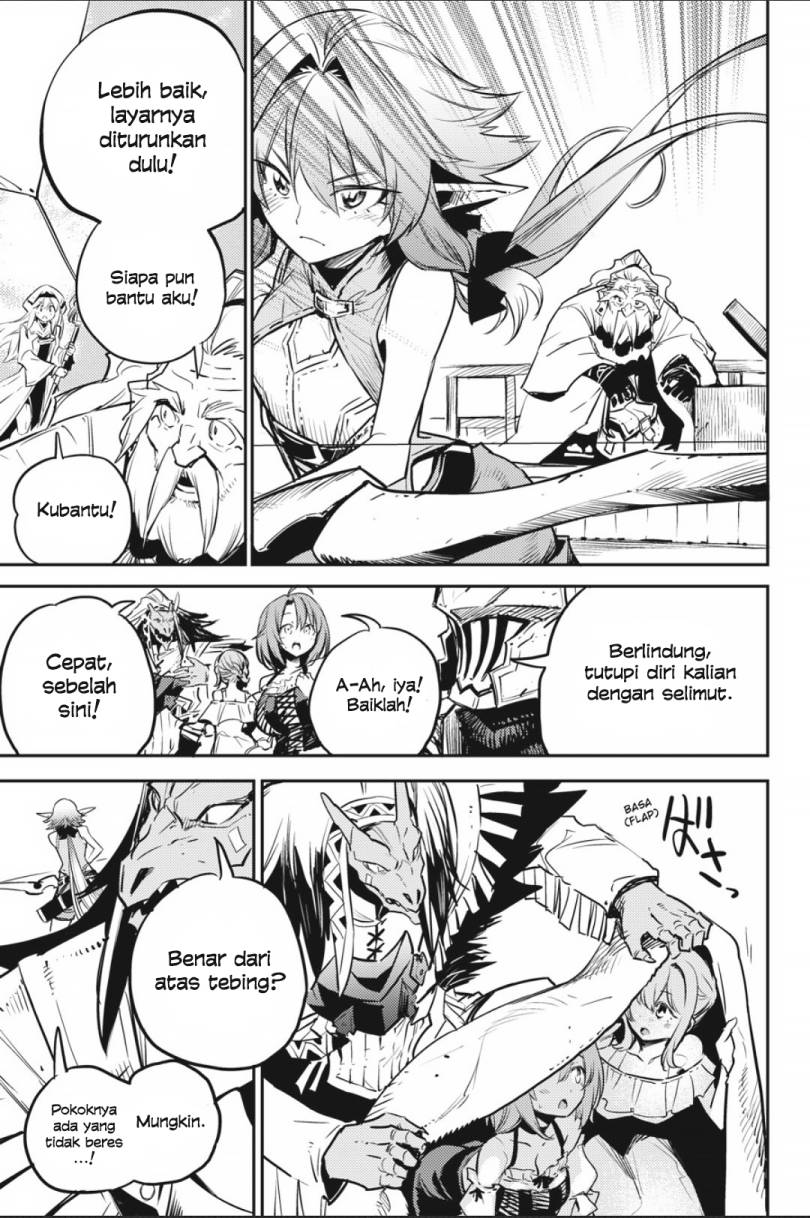 Lebih baik,
layarnya
diturunkan
dulu!
Siapa pun
bantu aku!
Kubantu!
Berlindung,
tutupi diri kalian
dengan selimut.
A-Ah, iya!
Baiklah!
Cepat,
sebelah
sini!
BASA
(FLAP)
ばさっ
Benar dari
atas tebing?
Mungkin.
Pokoknya
ada yang
tidak beres
...!